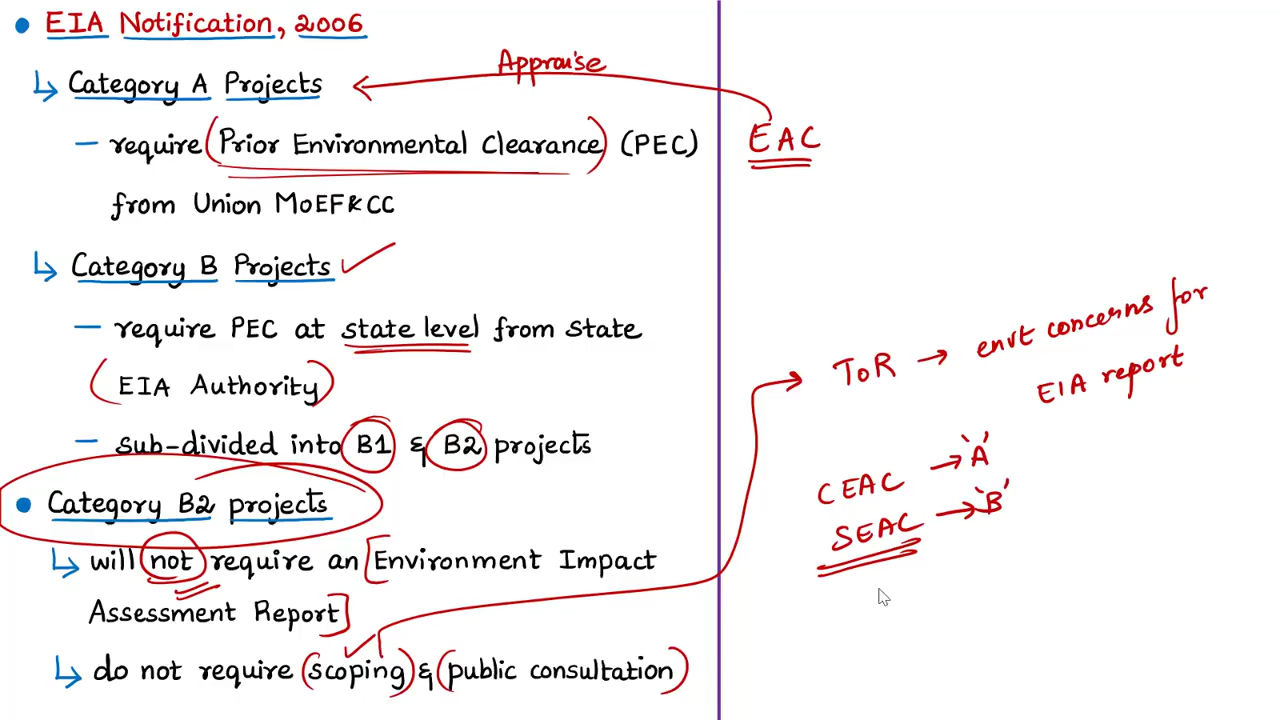 EIA Notification, 2006
Category A Projects
Appraise
- require (Prior Environmental Clearance) (PEC)
EAC
from Union MoEF&CC
Category B Projects
- require PEC at state level from state
(EIA Authority)
- sub-divided into B1 & B2 projects
Category B2 projects
will not require an [Environment Impact
Assessment Report]
do not require (scoping) & (public consultation)
ToR → envt concerns for
EIA report
CEAC → 'A'
SEAC → 'B'